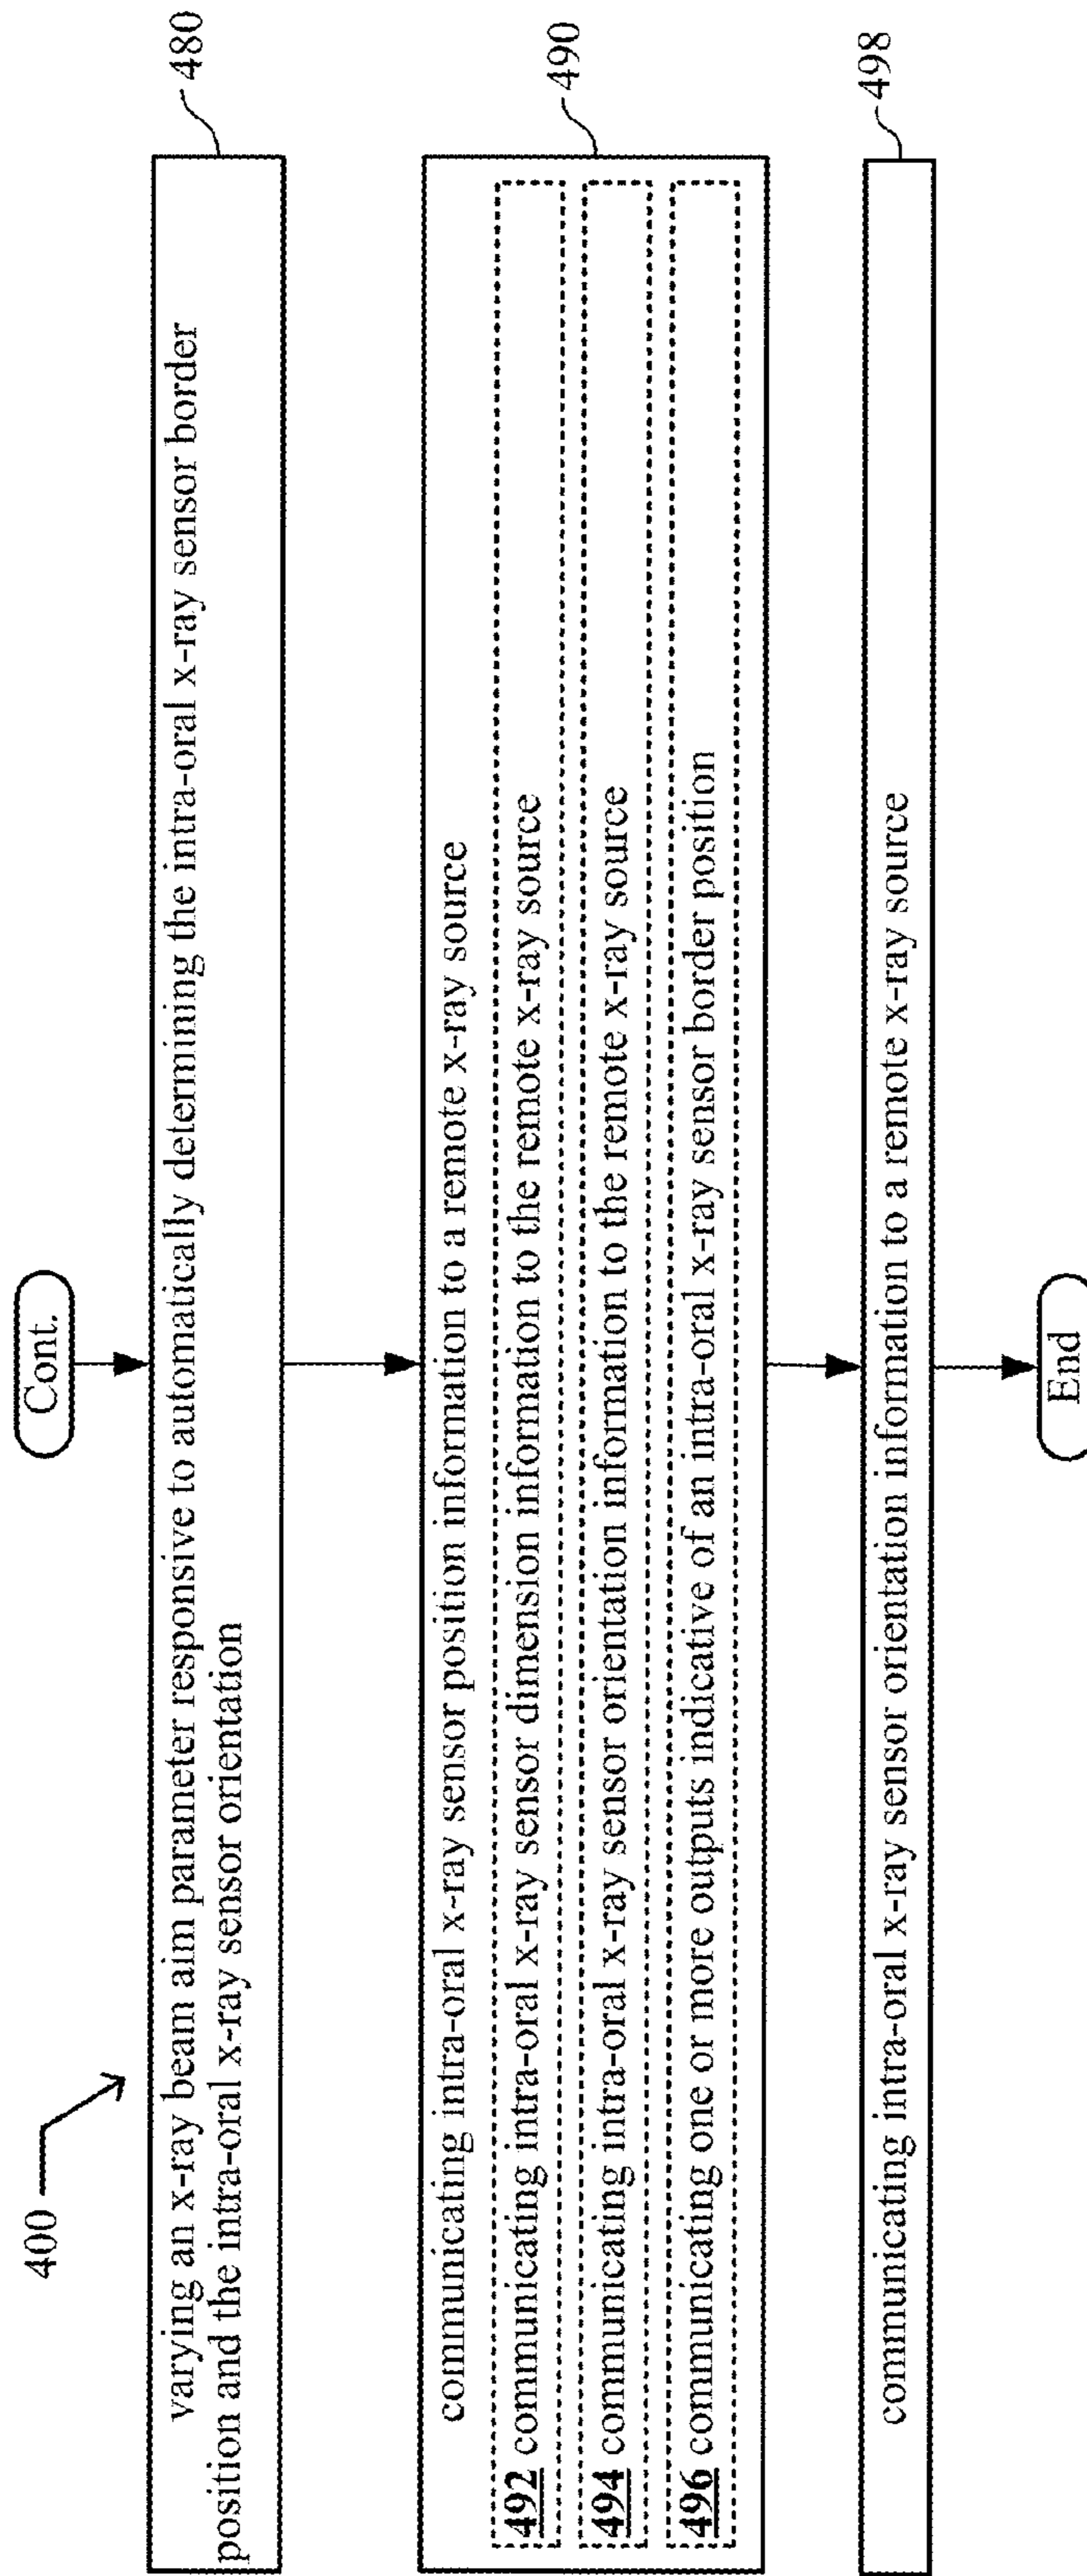 400
Cont.
varying an x-ray beam aim parameter responsive to automatically determining the intra-oral x-ray sensor border
position and the intra-oral x-ray sensor orientation
480
communicating intra-oral x-ray sensor position information to a remote x-ray source
490
492 communicating intra-oral x-ray sensor dimension information to the remote x-ray source
494 communicating intra-oral x-ray sensor orientation information to the remote x-ray source
496 communicating one or more outputs indicative of an intra-oral x-ray sensor border position
communicating intra-oral x-ray sensor orientation information to a remote x-ray source
498
End